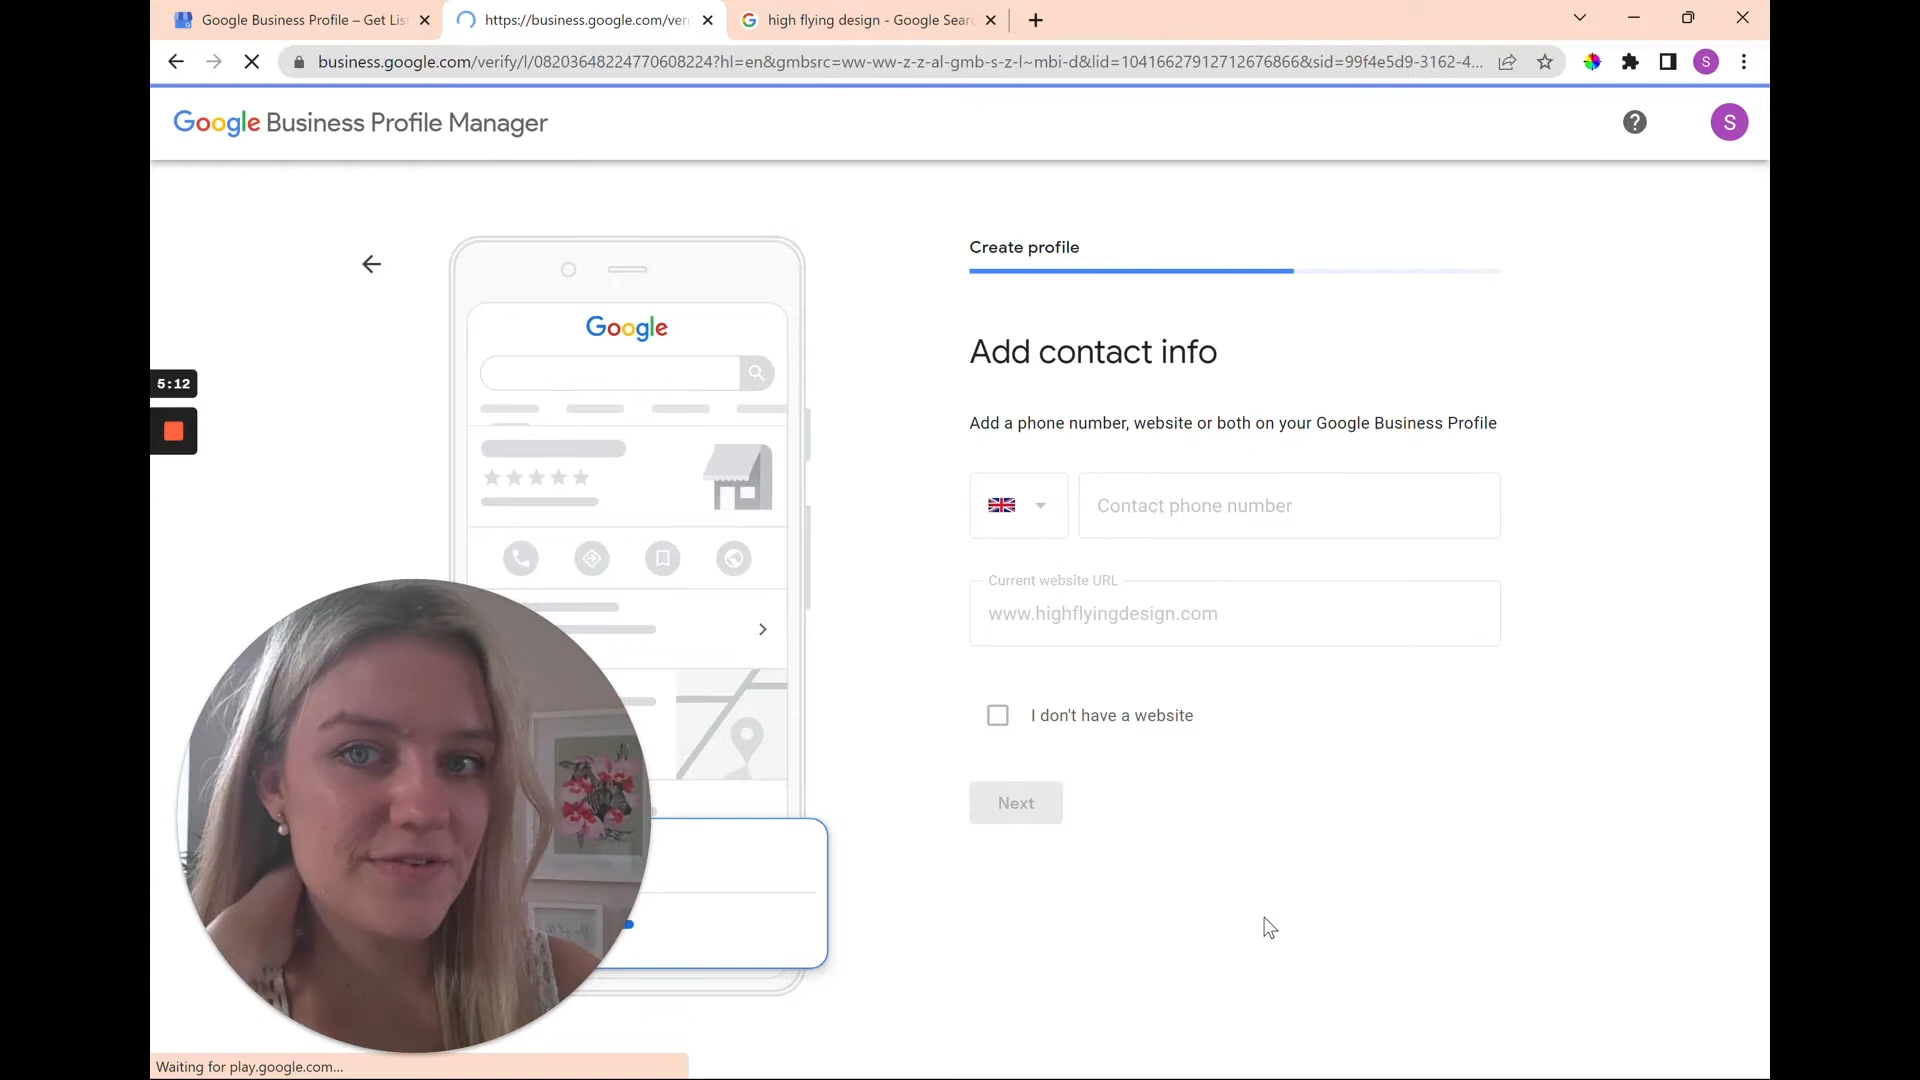 Google Business Profile – Get Lis
https://business.google.com/veri
high flying design - Google Searc
business.google.com/verify/l/08203648224770608224?hl=en&gmbsrc=ww-ww-z-z-al-gmb-s-z-l~mbi-d&lid=10416627912712676866&sid=99f4e5d9-3162-4...
S
Google Business Profile Manager
S
Create profile
Google
Add contact info
5:12
Add a phone number, website or both on your Google Business Profile
Contact phone number
Current website URL
www.highflyingdesign.com
I don't have a website
Next
Waiting for play.google.com...